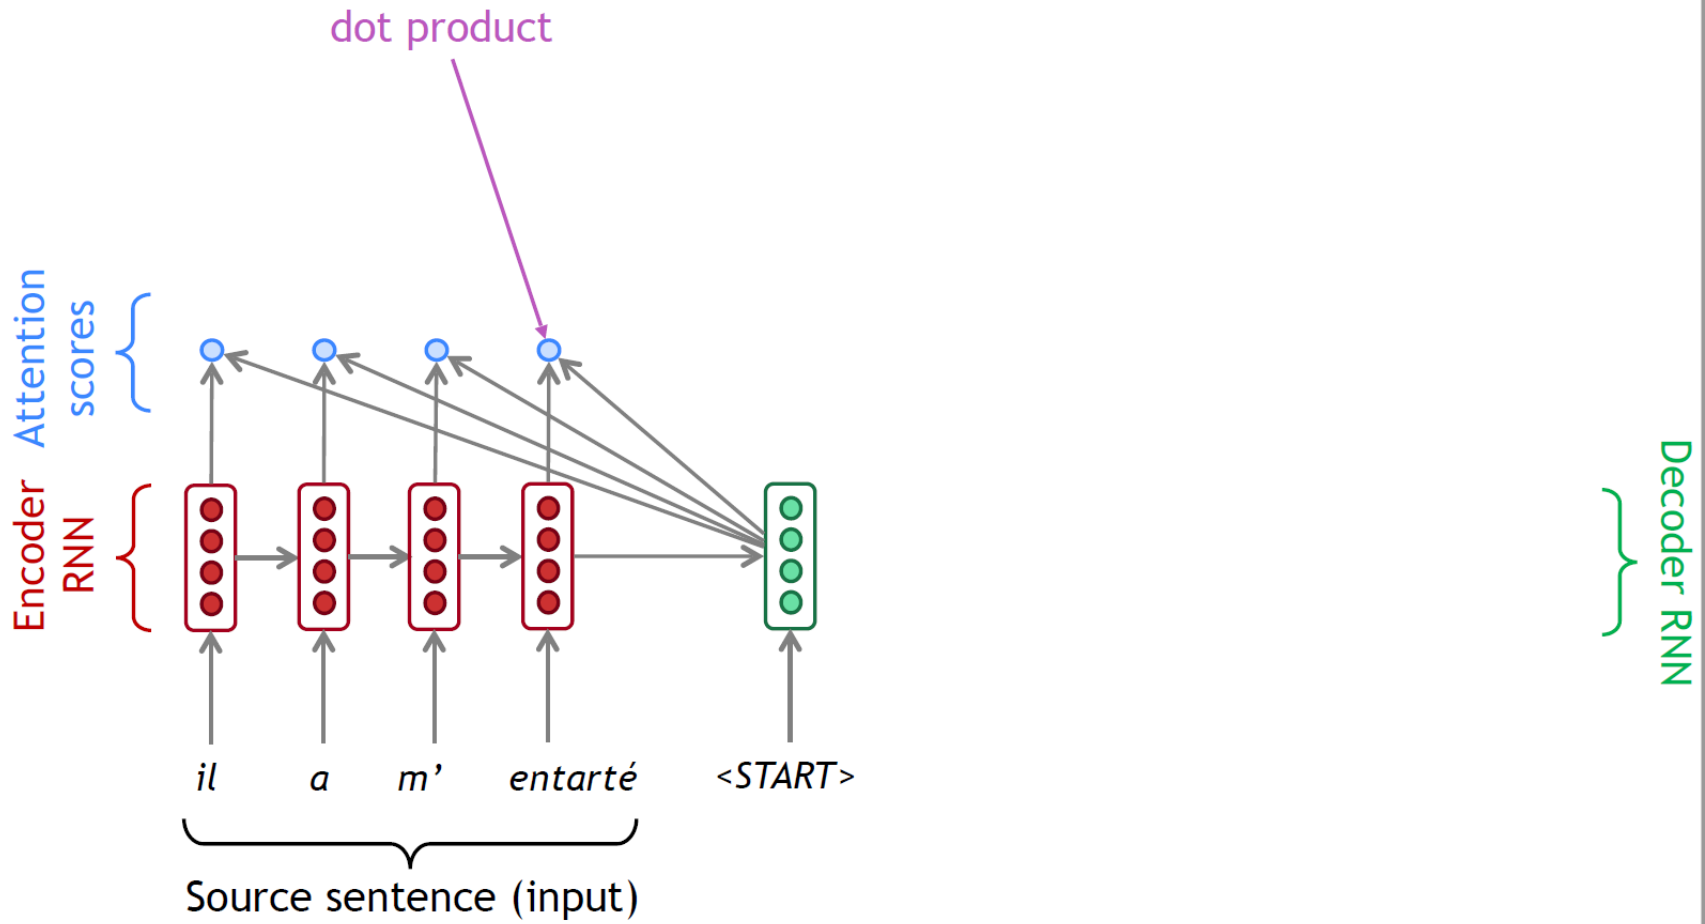 dot product
Attention
scores
Encoder
RNN
Decoder RNN
il a m’ entarté <START>
Source sentence (input)